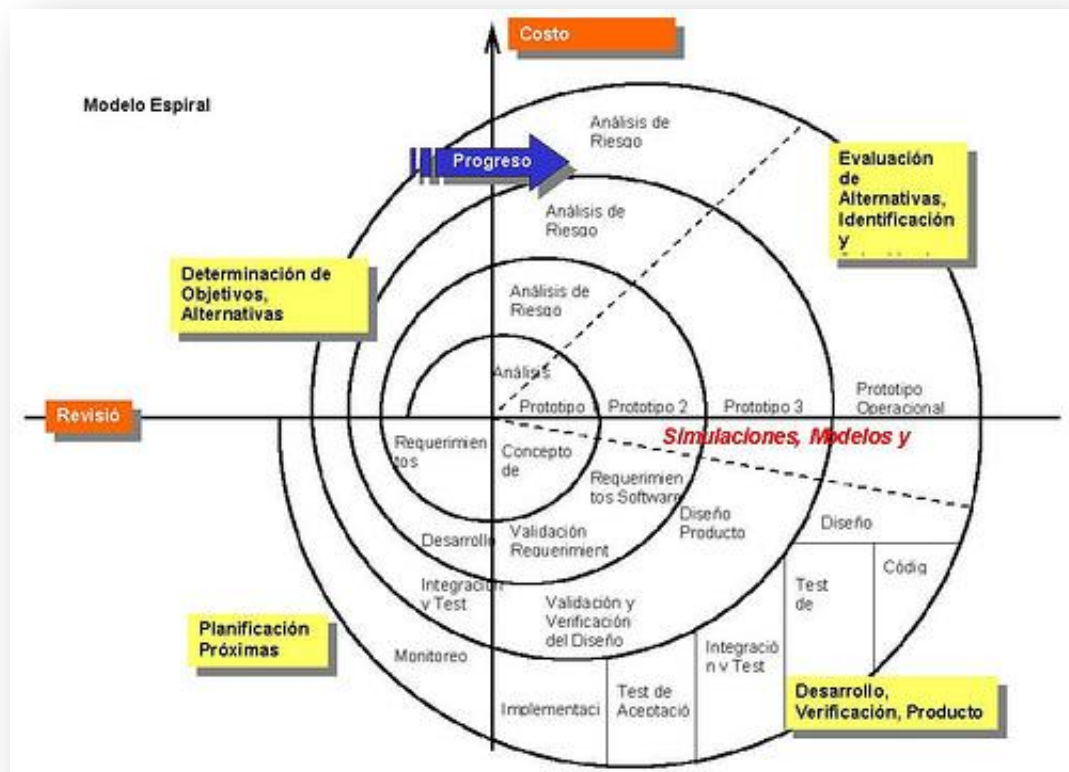 Costo
Modelo Espiral
Análisis de
Riesgo
Progreso
Evaluación
de
Alternativas,
Identificación
y
Análisis de
Riesgo
Determinación de
Objetivos,
Alternativas
Análisis de
Riesgo
Análisis
Revisió
Prototipo
Prototipo 2
Prototipo 3
Prototipo
Operacional
Simulaciones, Modelos y
Requerimien
tos
Concepto
de
Requerimien
tos Software
Diseño
Producto
Diseño
Desarrollo
Validación
Requerimient
Códig
Test
de
Integración
v Test
Validación y
Verificación
del Diseño
Planificación
Próximas
Monitoreo
Integració
n v Test
Desarrollo,
Verificación, Producto
Implementaci
Test de
Aceptació